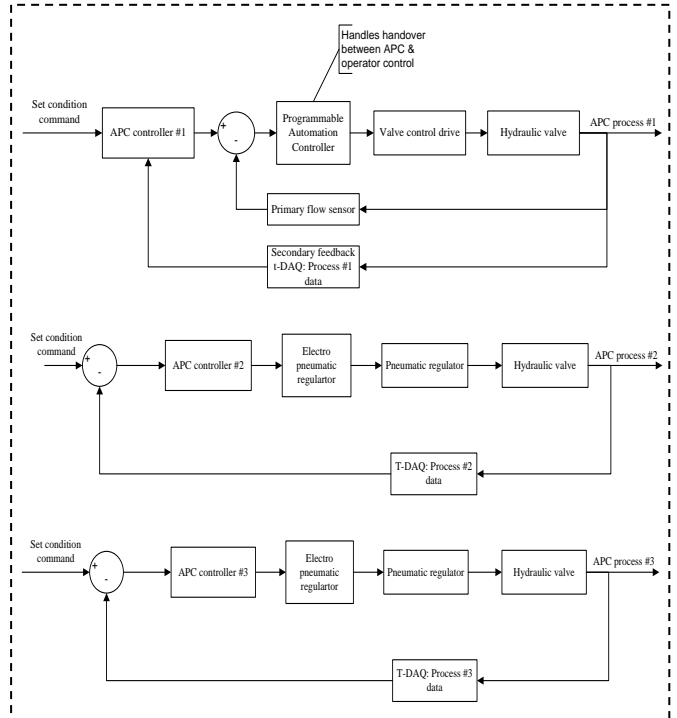 Handles handover
between APC &
operator control
Set condition
command
APC controller #1
+
-
Programmable
Automation
Controller
Valve control drive
Hydraulic valve
APC process #1
Primary flow sensor
Secondary feedback
t-DAQ: Process #1
data
Set condition
command
+
-
APC controller #2
Electro
pneumatic
regulartor
Pneumatic regulator
Hydraulic valve
APC process #2
T-DAQ: Process #2
data
Set condition
command
+
-
APC controller #3
Electro
pneumatic
regulartor
Pneumatic regulator
Hydraulic valve
APC process #3
T-DAQ: Process #3
data